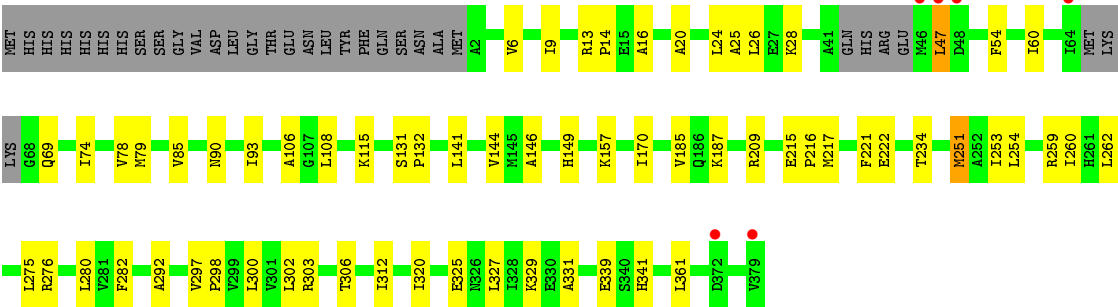 MET HIS HIS HIS HIS HIS HIS SER SER GLY VAL ASP LEU GLY THR GLU ASN LEU TYR PHE GLN SER ASN ALA MET A2 V6 I9 R13 P14 E15 A16 A20 L24 A25 L26 E27 K28 A41 GLN HIS ARG GLU M46 L47 D48 F54 I60 I64 MET LYS
LYS G68 Q69 I74 V78 M79 V85 N90 I93 A106 G107 L108 K115 S131 P132 L141 V144 M145 A146 H149 K157 I170 V185 Q186 K187 R209 E215 P216 M217 F221 E222 T234 M251 A252 I253 L254 R259 I260 H261 L262
L275 R276 L280 V281 F282 A292 V297 P298 V299 L300 V301 L302 R303 T306 I312 I320 E325 N326 L327 I328 K329 E330 A331 E339 S340 H341 L361 D372 V379